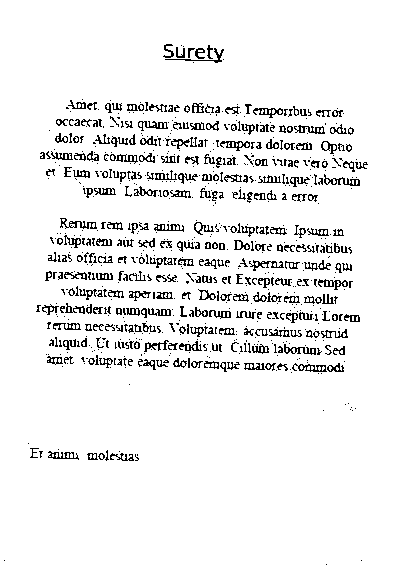 Surety
Amet. qui molestiae officia est Temporibus error
occaecat. Nisi quam eiusmod voluptate nostrum odio
dolor. Aliquid odit repellat, tempora dolorem. Optio
assumenda commodi sint est fugiat. Non vitae vero Neque
et. Eum voluptas similique molestias similique laborum
ipsum. Laboriosam. fuga. eligendi a error
Rerum rem ipsa animi. Quis voluptatem. Ipsum in
voluptatem aut sed ex quia non. Dolore necessitatibus
alias officia et voluptatem eaque. Aspernatur unde qui
praesentium facilis esse. Natus et Excepteur ex tempor
voluptatem aperiam. et. Dolorem dolorem mollit
reprehenderit numquam. Laborum irure excepturi Lorem
rerum necessitatibus. Voluptatem. accusamus nostrud
aliquid. Ut iusto perferendis ut. Cillum laborum Sed
amet. voluptate eaque doloremque maiores commodi
Et animi. molestias